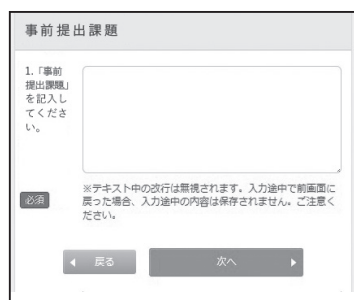 事前提出課題
1.「事前
提出課題」
を記入し
てくださ
い。
必須
※テキスト中の改行は無視されます。入力途中で前画面に
戻った場合、入力途中の内容は保存されません。ご注意く
ださい。
戻る
次へ